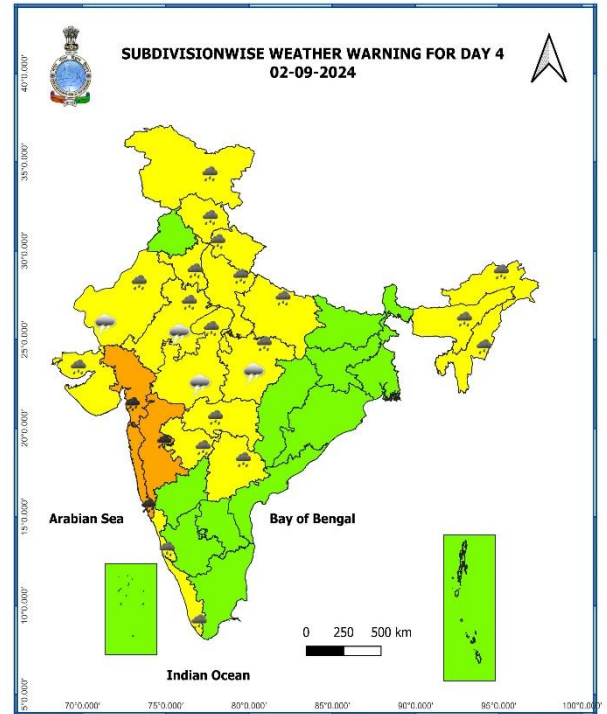 SUBDIVISIONWISE WEATHER WARNING FOR DAY 4
02-09-2024
40°0.000'
35°0.000'
30°0.000'
25°0.000'
20°0.000'
15°0.000'
10°0.000'
5°0.000'
Arabian Sea
Bay of Bengal
0 250 500 km
Indian Ocean
70°0.000' 75°0.000' 80°0.000' 85°0.000' 90°0.000' 95°0.000' 100°0.000'